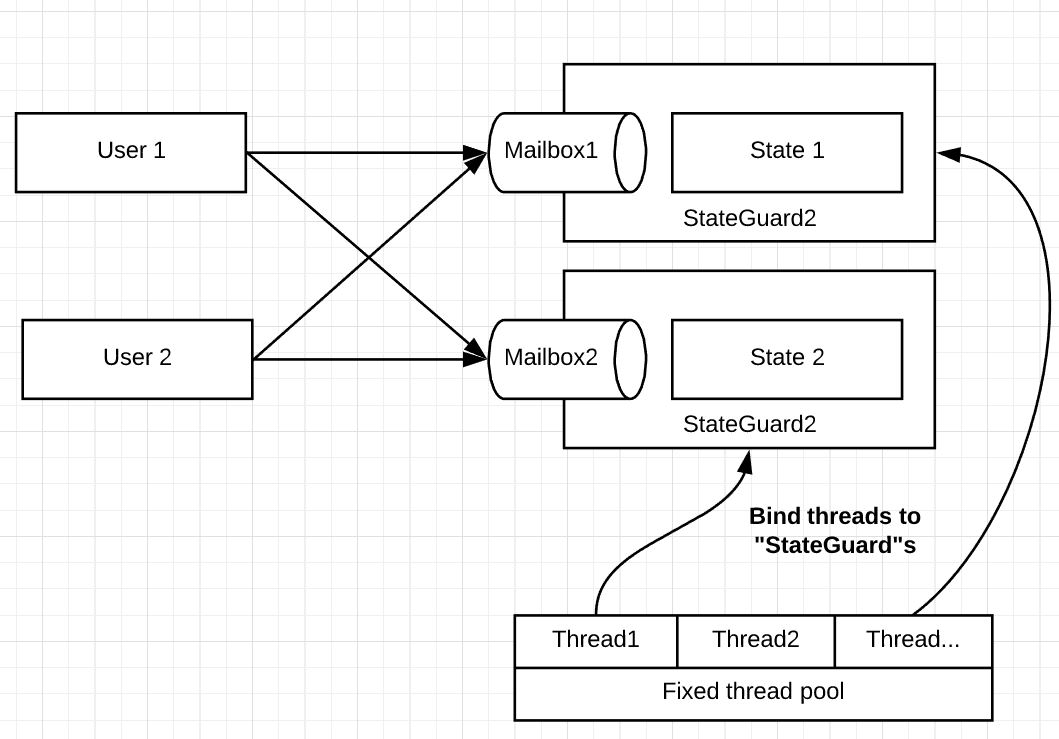 User 1
Mailbox1
State 1
StateGuard2
User 2
Mailbox2
State 2
StateGuard2
Bind threads to
"StateGuard"s
Thread1
Thread2
Thread...
Fixed thread pool